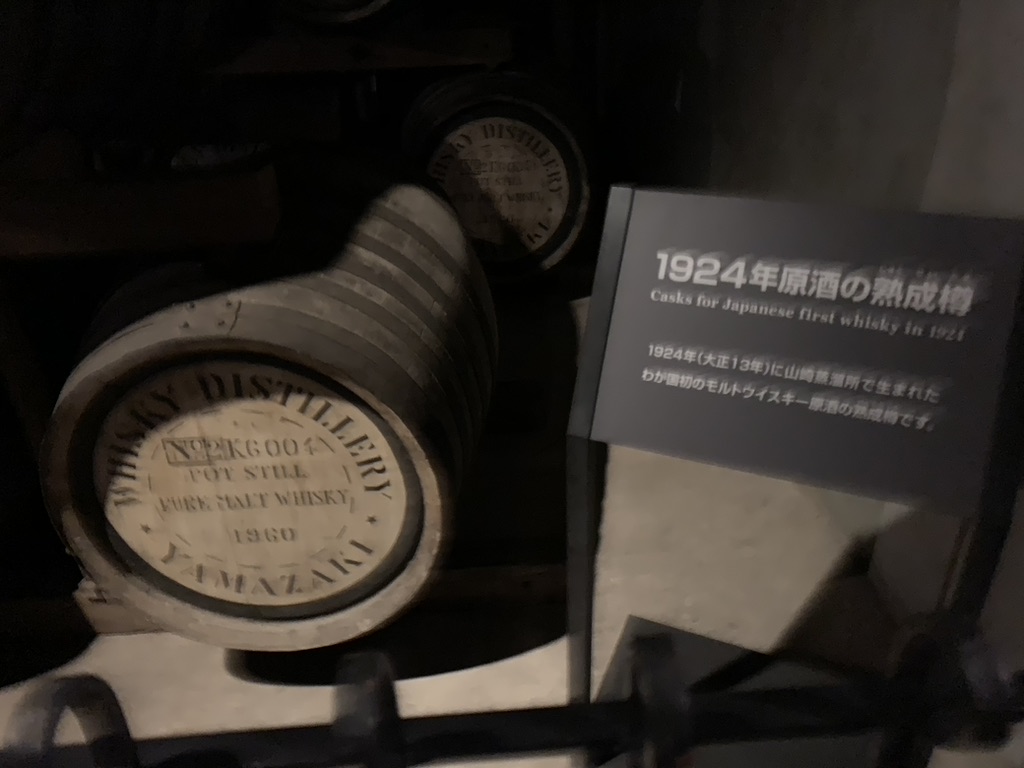 WHISKY DISTILLERY
POT STILL
1924年原酒の熟成樽
Casks for Japanese first whisky in 1924
1924年(大正13年)に山崎蒸溜所で生まれた
わが国初のモルトウイスキー原酒の熟成樽です。
WHISKY DISTILLERY
No 2K6004
POT STILL
PURE MALT WHISKY
1960
YAMAZAKI